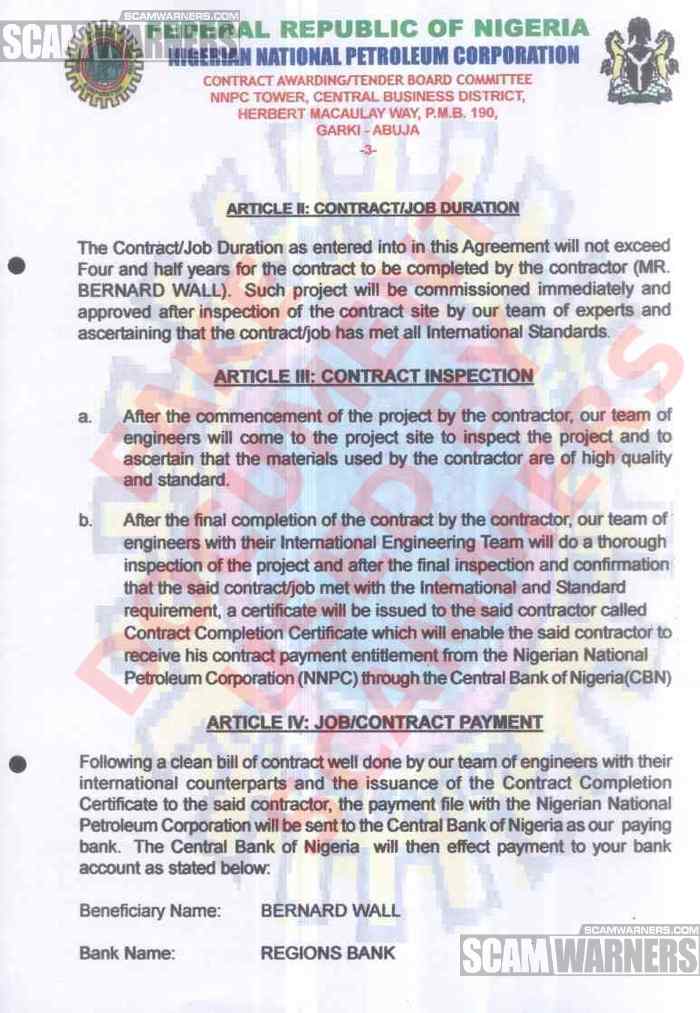 SCAMWARNERS.COM
SCAMWARNERS
FEDERAL REPUBLIC OF NIGERIA
NIGERIAN NATIONAL PETROLEUM CORPORATION
CONTRACT AWARDING/TENDER BOARD COMMITTEE
NNPC TOWER, CENTRAL BUSINESS DISTRICT,
HERBERT MACAULAY WAY, P.M.B. 190,
GARKI - ABUJA
-3-
ARTICLE II: CONTRACT/JOB DURATION
The Contract/Job Duration as entered into in this Agreement will not exceed
Four and half years for the contract to be completed by the contractor (MR.
BERNARD WALL). Such project will be commissioned immediately and
approved after inspection of the contract site by our team of experts and
ascertaining that the contract/job has met all International Standards.
ARTICLE III: CONTRACT INSPECTION
a. After the commencement of the project by the contractor, our team of
engineers will come to the project site to inspect the project and to
ascertain that the materials used by the contractor are of high quality
and standard.
b. After the final completion of the contract by the contractor, our team of
engineers with their International Engineering Team will do a thorough
inspection of the project and after the final inspection and confirmation
that the said contract/job met with the International and Standard
requirement, a certificate will be issued to the said contractor called
Contract Completion Certificate which will enable the said contractor to
receive his contract payment entitlement from the Nigerian National
Petroleum Corporation (NNPC) through the Central Bank of Nigeria(CBN)
ARTICLE IV: JOB/CONTRACT PAYMENT
Following a clean bill of contract well done by our team of engineers with their
international counterparts and the issuance of the Contract Completion
Certificate to the said contractor, the payment file with the Nigerian National
Petroleum Corporation will be sent to the Central Bank of Nigeria as our paying
bank. The Central Bank of Nigeria will then effect payment to your bank
account as stated below:
Beneficiary Name: BERNARD WALL
Bank Name: REGIONS BANK
SCAMWARNERS.COM
SCAMWARNERS
FAKE
DOCUMENT
USED BY
SCAMMERS